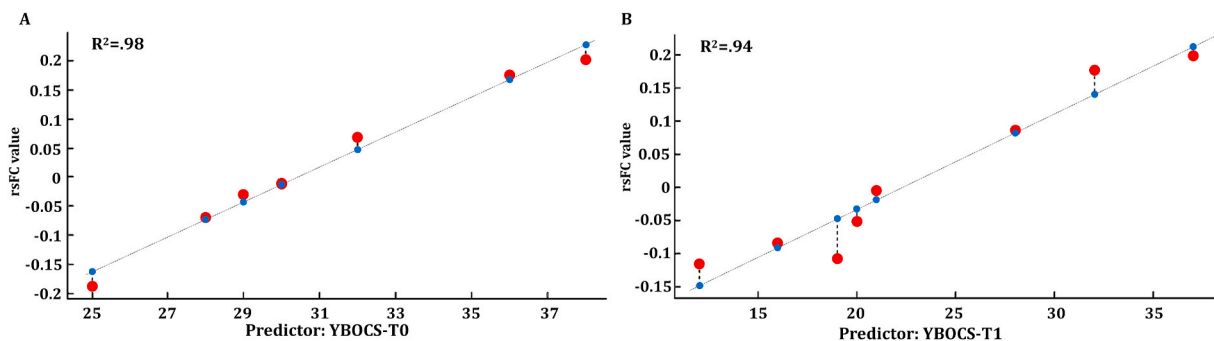 A
R²=.98
0.2
0.15
0.1
0.05
0
-0.05
-0.1
-0.15
-0.2
rsFC value
25 27 29 31 33 35 37
Predictor: YBOCS-T0
B
R²=.94
0.2
0.15
0.1
0.05
0
-0.05
-0.1
-0.15
rsFC value
15 20 25 30 35
Predictor: YBOCS-T1